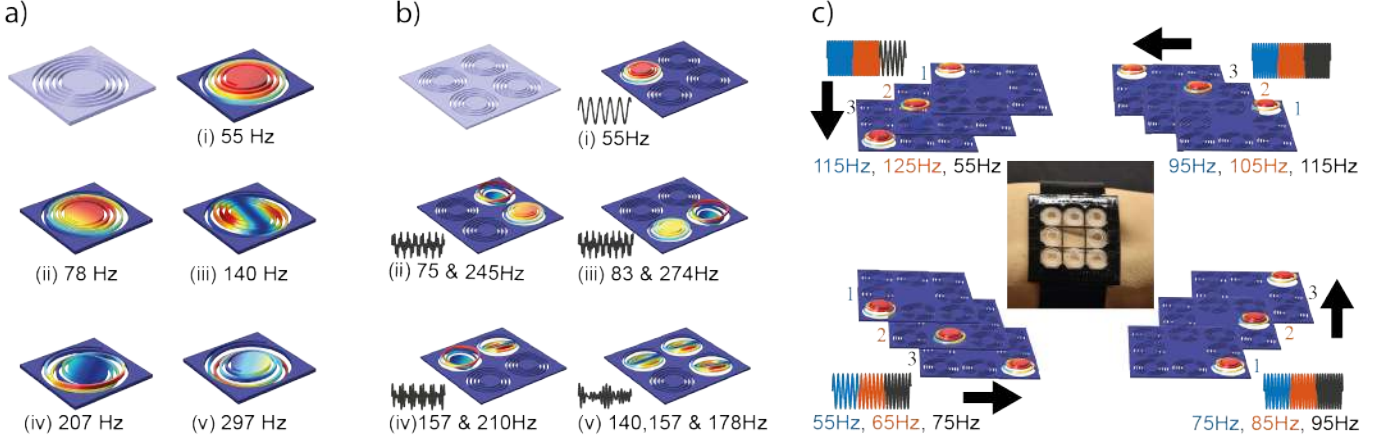 a)
(i) 55 Hz
(ii) 78 Hz
(iii) 140 Hz
(iv) 207 Hz
(v) 297 Hz
b)
(i) 55Hz
(ii) 75 & 245Hz
(iii) 83 & 274Hz
(iv)157 & 210Hz
(v) 140,157 & 178Hz
c)
1
2
3
115Hz, 125Hz, 55Hz
3
2
1
95Hz, 105Hz, 115Hz
1
2
3
55Hz, 65Hz, 75Hz
3
2
1
75Hz, 85Hz, 95Hz